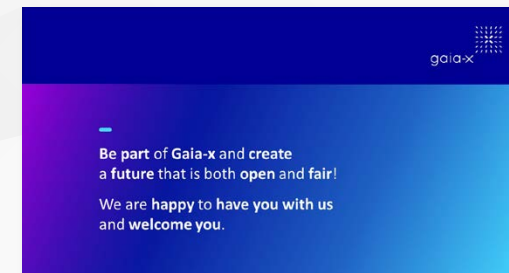 gaia-x
Be part of Gaia-x and create
a future that is both open and fair!
We are happy to have you with us
and welcome you.